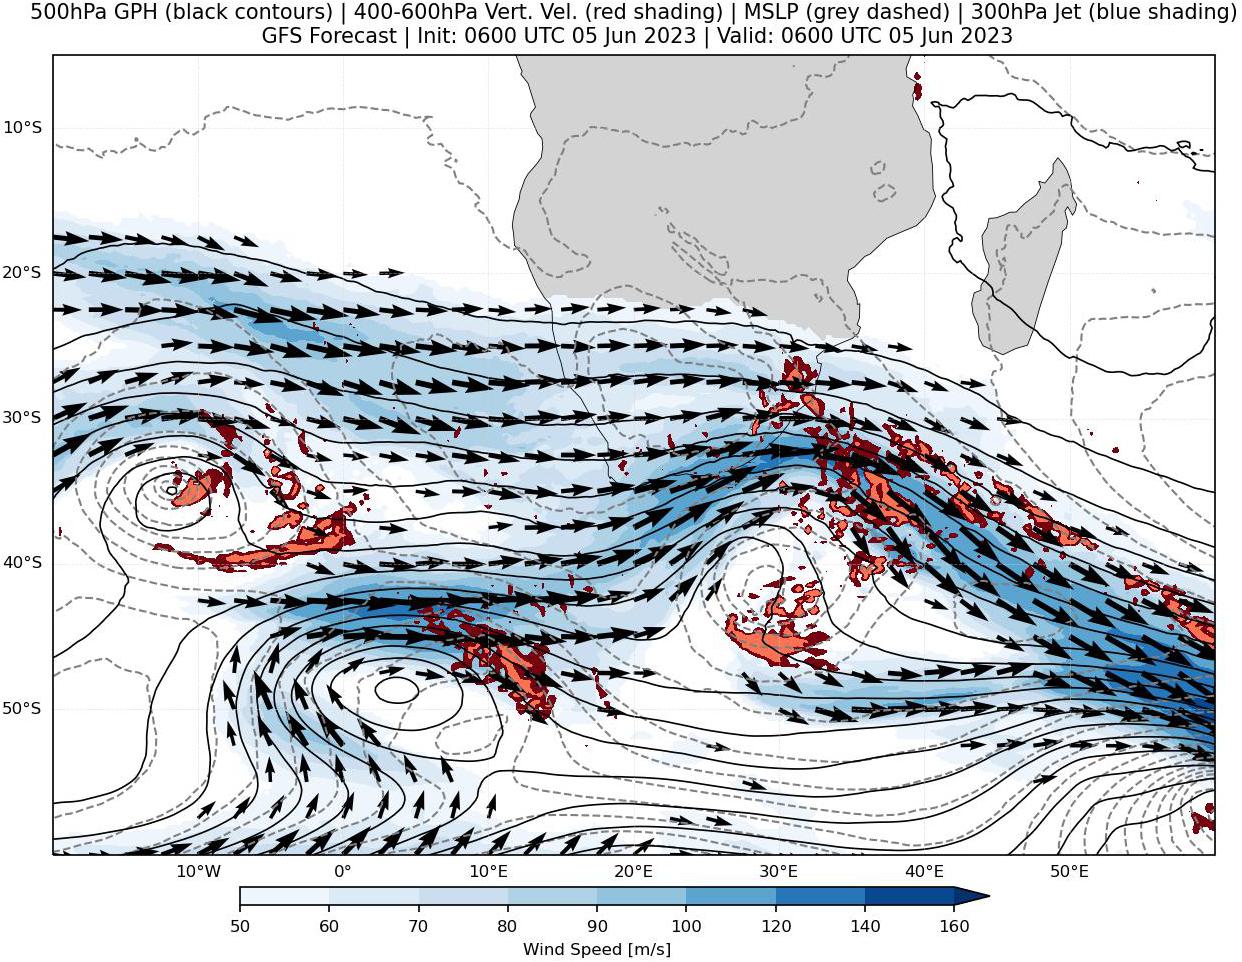 500hPa GPH (black contours) | 400-600hPa Vert. Vel. (red shading) | MSLP (grey dashed) | 300hPa Jet (blue shading)
GFS Forecast | Init: 0600 UTC 05 Jun 2023 | Valid: 0600 UTC 05 Jun 2023
10°S
20°S
30°S
40°S
50°S
10°W 0° 10°E 20°E 30°E 40°E 50°E
50 60 70 80 90 100 120 140 160
Wind Speed [m/s]